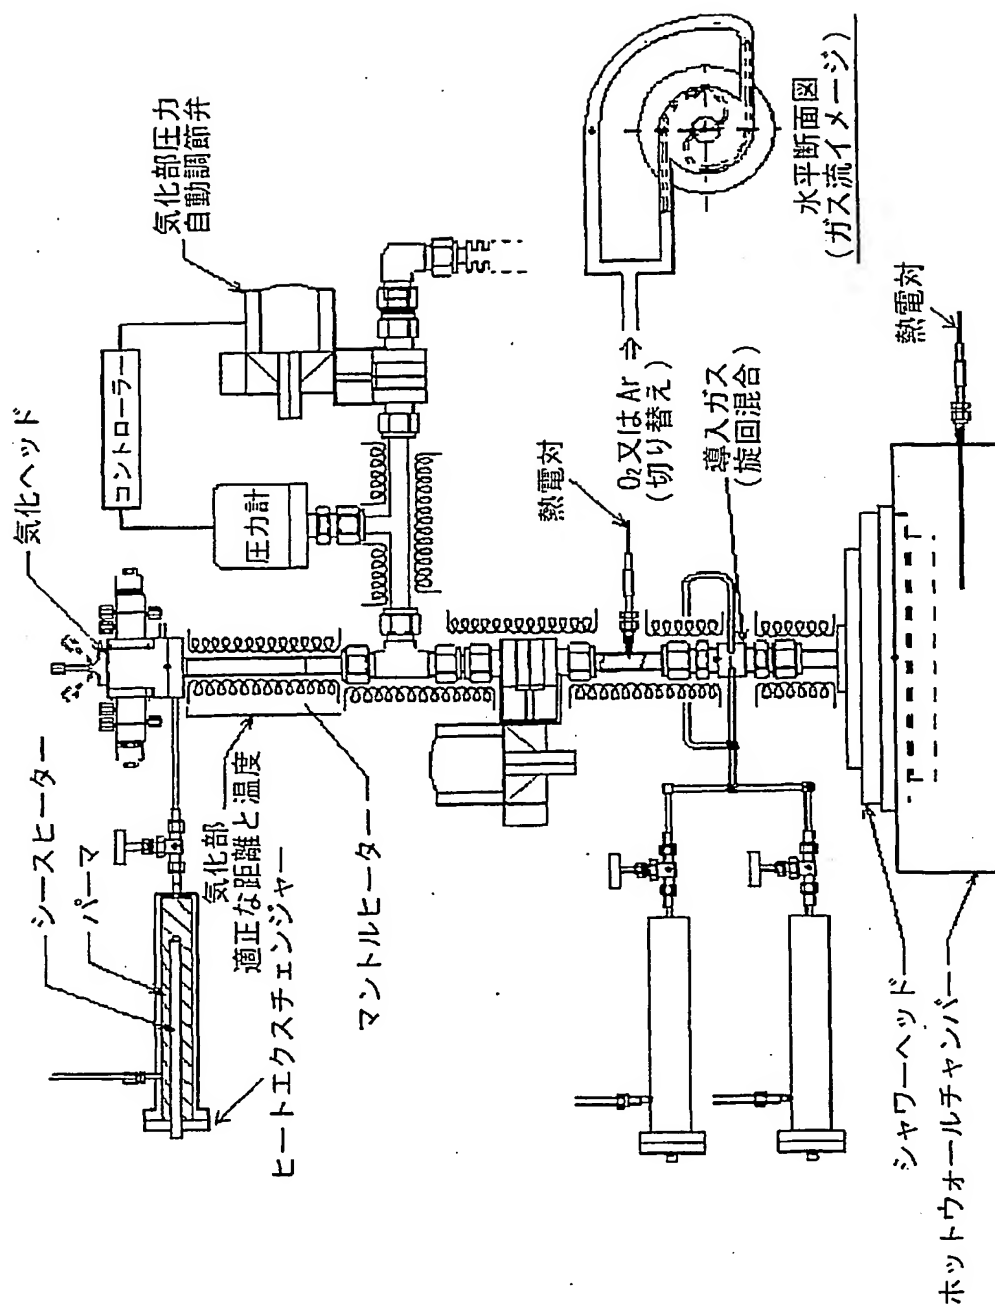 気化ヘッド
シースヒーター
パーマ
コントローラー
気化部圧力
自動調節弁
圧力計
気化部
適正な距離と温度
ヒートエクスチェンジャー
マントルヒーター
熱電対
O₂又はAr ⇒
(切り替え)
導入ガス
(旋回混合)
水平断面図
(ガス流イメージ)
熱電対
シャワーヘッド
ホットウォールチャンバー